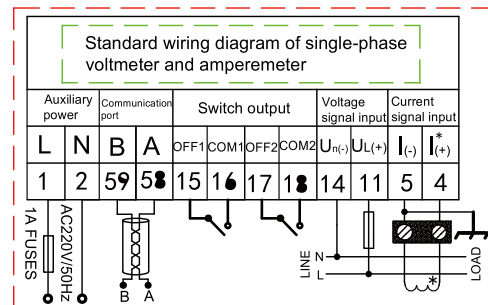 Standard wiring diagram of single-phase
voltmeter and amperemeter
Auxiliary power
Communication port
Switch output
Voltage signal input
Current signal input
L N B A OFF1 COM1 OFF2 COM2 Un(-) UL(+) I(-) I*(+)
1 2 59 58 15 16 17 18 14 11 5 4
1A FUSES
AC220V/50Hz
B A
LINE
N
L
*
LOAD